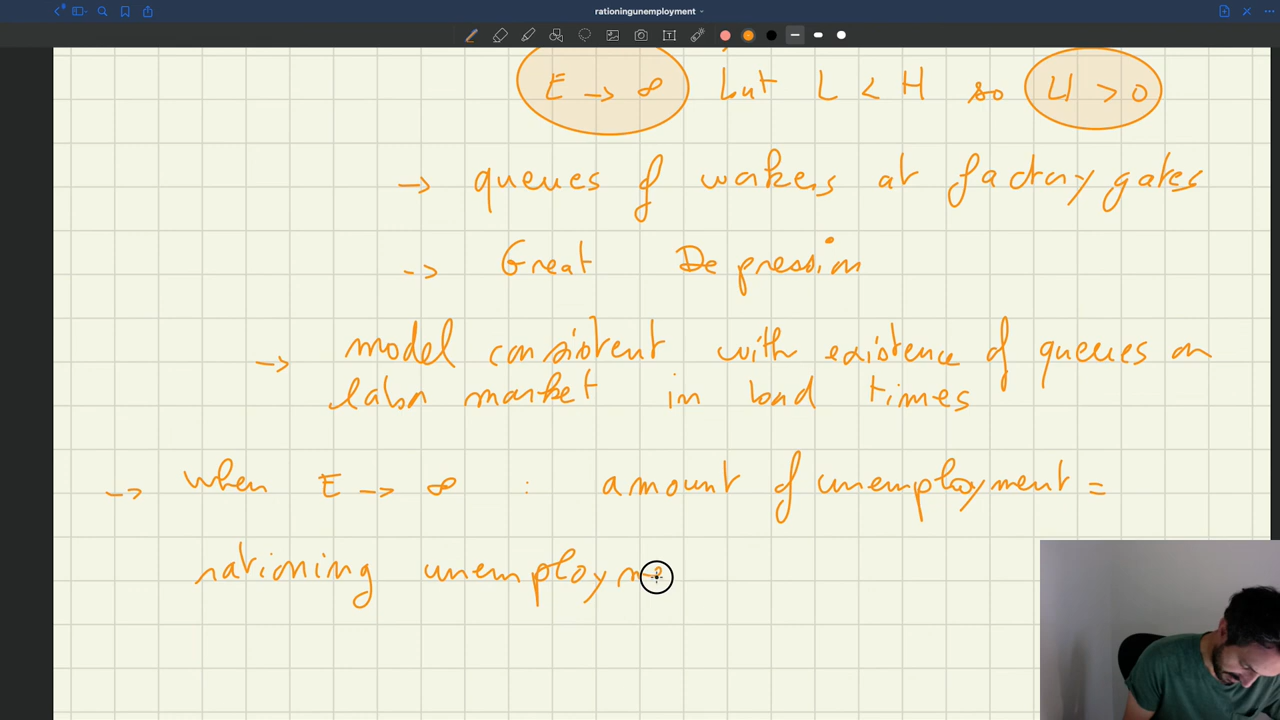 rationingunemployment
E → ∞ but L < H so U > 0
→ queues of workers at factory gates
→ Great Depression
→ model consistent with existence of queues on
labor market in bad times
→ when E → ∞ : amount of unemployment =
rationing unemployme